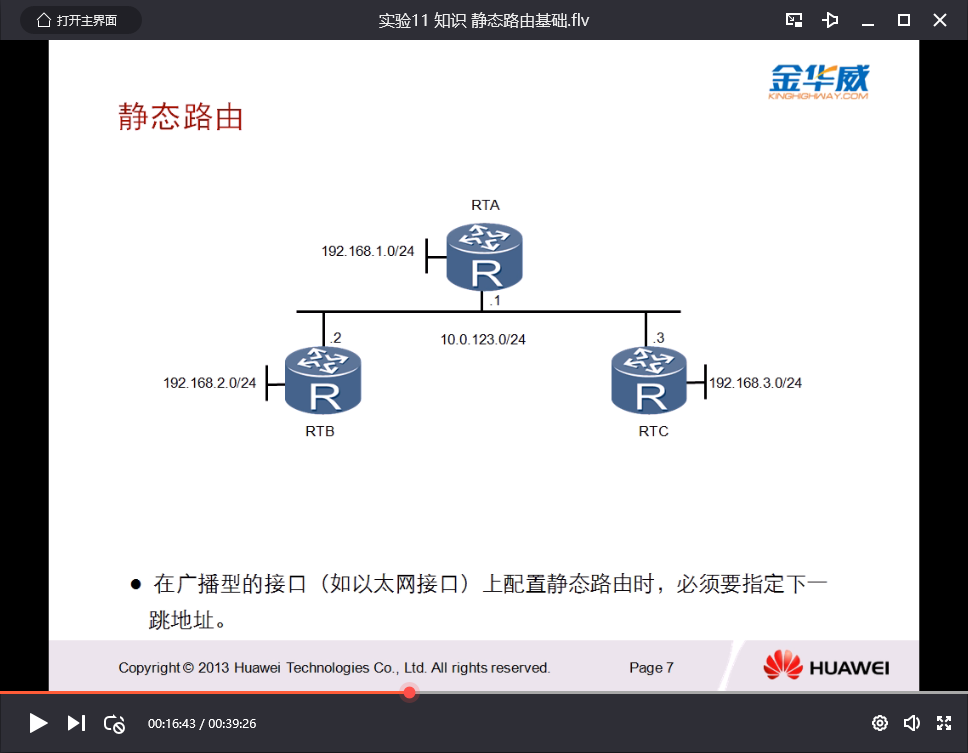 打开主界面
实验11 知识 静态路由基础.flv
金华威
KINGHIGHWAY.COM
静态路由
RTA
192.168.1.0/24
R
.1
.2
10.0.123.0/24
.3
192.168.2.0/24
R
R
192.168.3.0/24
RTB
RTC
● 在广播型的接口（如以太网接口）上配置静态路由时，必须要指定下一
跳地址。
Copyright © 2013 Huawei Technologies Co., Ltd. All rights reserved.
Page 7
HUAWEI
00:16:43 / 00:39:26